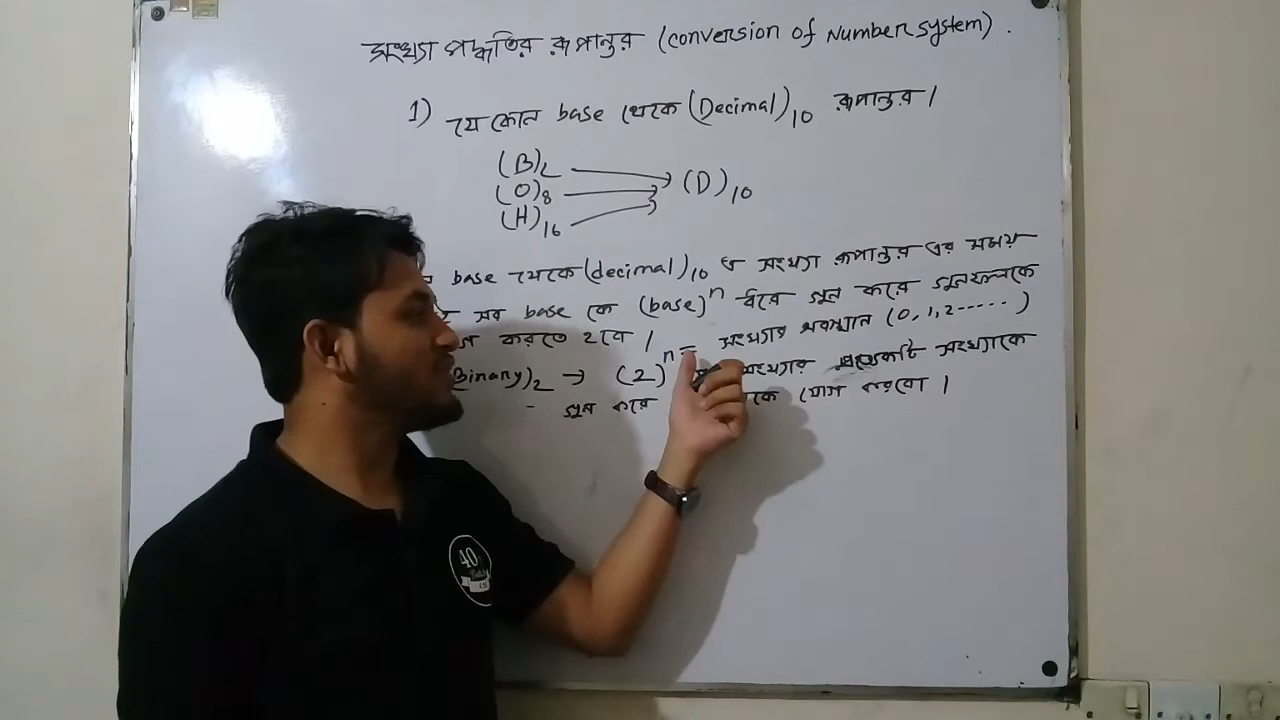 সংখ্যা পদ্ধতির রূপান্তর (conversion of Number system).
1) যে কোন base থেকে (Decimal)10 রূপান্তর।
(B)2
(O)8 (D)10
(H)16
base থেকে (decimal)10 এ সংখ্যা রূপান্তর এর সময়
সব base কে (base)^n ধরে গুন করে গুনফলকে
করতে হবে। n = সংখ্যার অবস্থান (0,1,2-----)
Binary)2 → (2)^n সংখ্যার প্রত্যেকটি সংখ্যাকে
গুন করে যোগ করবো।
40